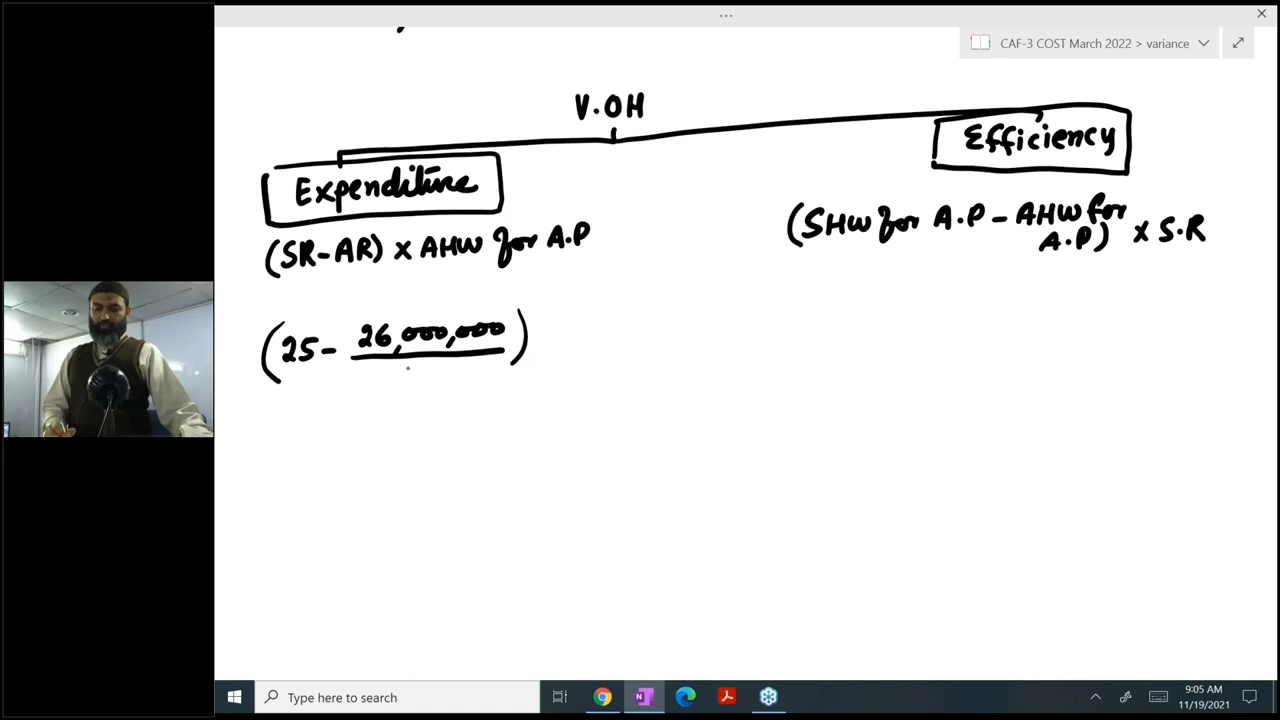 CAF-3 COST March 2022 > variance
V.OH
Expenditure
Efficiency
(SR-AR) x AHW for A.P
(SHW for A.P - AHW for
A.P) x S.R
(25 - 26,000,000)
Type here to search
9:05 AM
11/19/2021